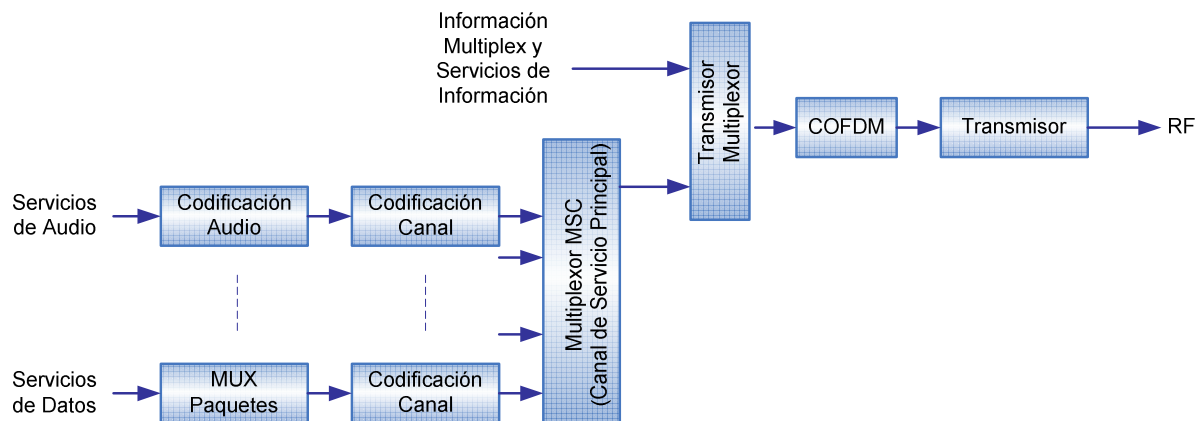 Información
Multiplex y
Servicios de
Información
Transmisor
Multiplexor
COFDM
Transmisor
RF
Servicios
de Audio
Codificación
Audio
Codificación
Canal
Multiplexor MSC
(Canal de Servicio Principal)
Servicios
de Datos
MUX
Paquetes
Codificación
Canal